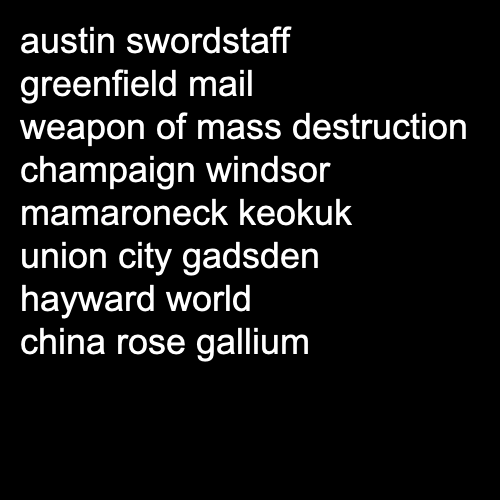 austin swordstaff
greenfield mail
weapon of mass destruction
champaign windsor
mamaroneck keokuk
union city gadsden
hayward world
china rose gallium